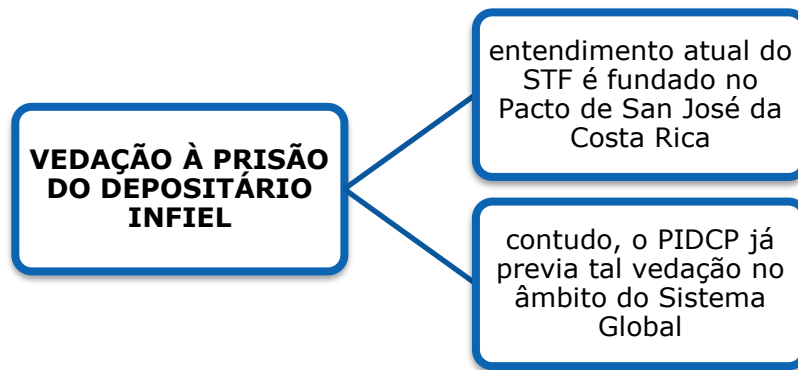 VEDAÇÃO À PRISÃO
DO DEPOSITÁRIO
INFIEL
entendimento atual do
STF é fundado no
Pacto de San José da
Costa Rica
contudo, o PIDCP já
previa tal vedação no
âmbito do Sistema
Global